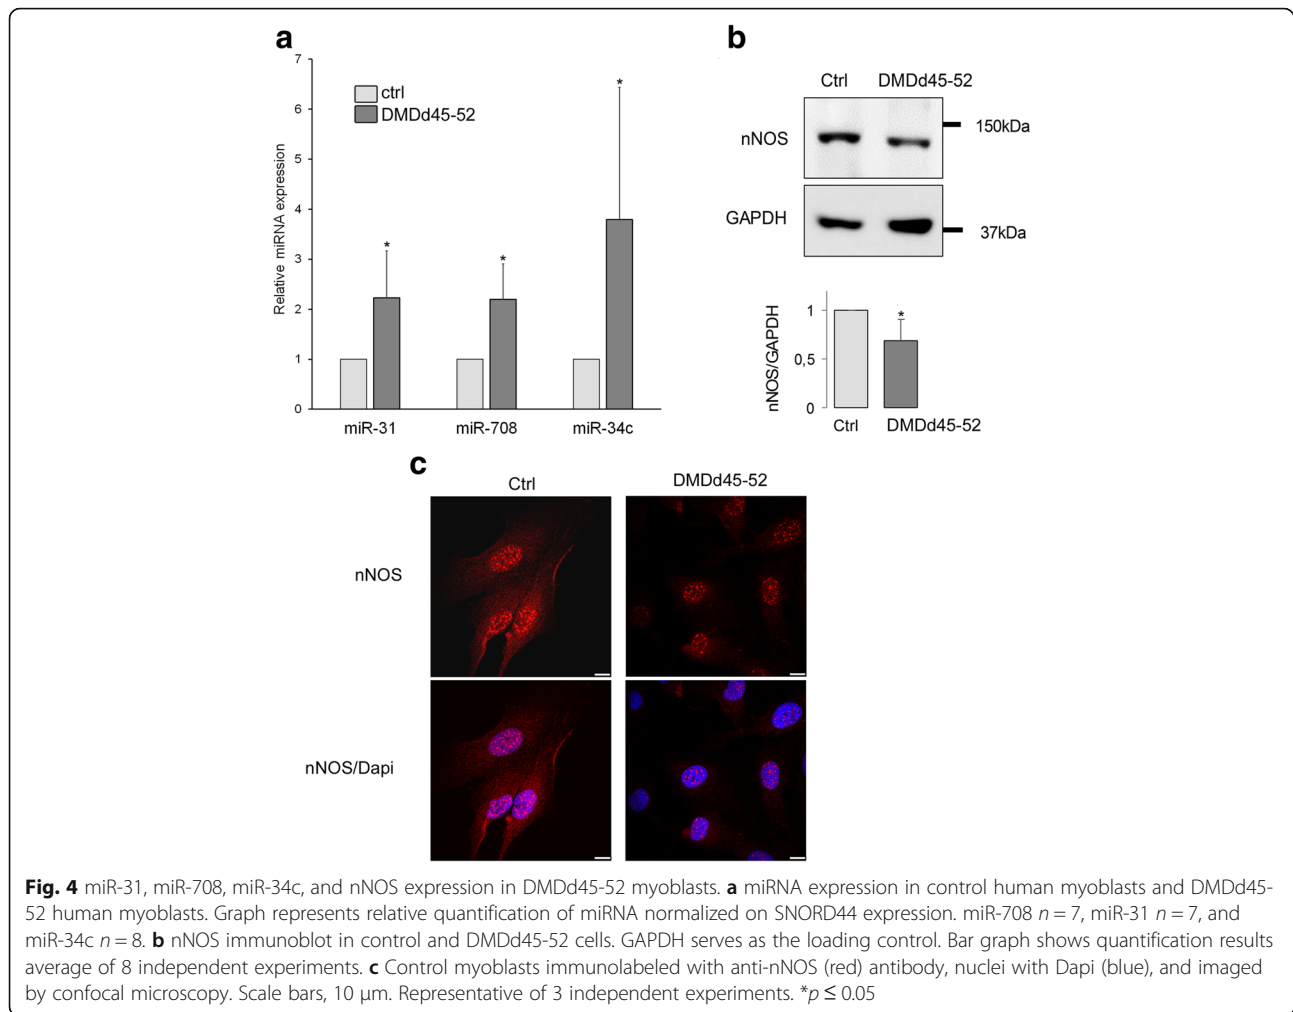 a
7
6
5
4
3
2
1
0
Relative miRNA expression
ctrl
DMDd45-52
*
*
*
miR-31
miR-708
miR-34c
b
Ctrl
DMDd45-52
nNOS
150kDa
GAPDH
37kDa
nNOS/GAPDH
1
0,5
0
*
Ctrl
DMDd45-52
c
Ctrl
DMDd45-52
nNOS
nNOS/Dapi
Fig. 4 miR-31, miR-708, miR-34c, and nNOS expression in DMDd45-52 myoblasts. a miRNA expression in control human myoblasts and DMDd45-
52 human myoblasts. Graph represents relative quantification of miRNA normalized on SNORD44 expression. miR-708 n = 7, miR-31 n = 7, and
miR-34c n = 8. b nNOS immunoblot in control and DMDd45-52 cells. GAPDH serves as the loading control. Bar graph shows quantification results
average of 8 independent experiments. c Control myoblasts immunolabeled with anti-nNOS (red) antibody, nuclei with Dapi (blue), and imaged
by confocal microscopy. Scale bars, 10 μm. Representative of 3 independent experiments. *p ≤ 0.05